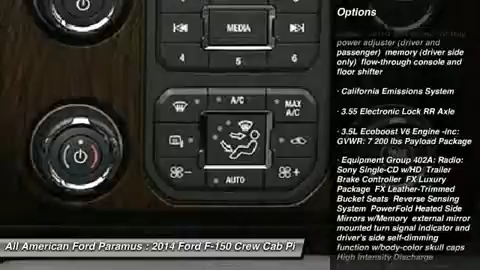 Options
power adjuster (driver and
passenger)  memory (driver side
only)  flow-through console and
floor shifter
· California Emissions System
· 3.55 Electronic Lock RR Axle
· 3.5L Ecoboost V6 Engine -inc:
GVWR: 7 200 lbs Payload Package
· Equipment Group 402A: Radio:
Sony Single-CD w/HD  Trailer
Brake Controller  FX Luxury
Package  FX Leather-Trimmed
Bucket Seats  Reverse Sensing
System  PowerFold Heated Side
Mirrors w/Memory  external mirror
mounted turn signal indicator and
driver's side self-dimming
function w/body-color skull caps
High Intensity Discharge
MEDIA
4 5 6
A/C
MAX
A/C
AUTO
All American Ford Paramus : 2014 Ford F-150 Crew Cab Pi